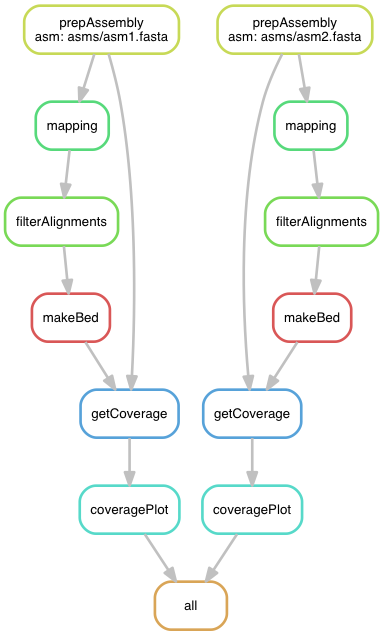 prepAssembly
asm: asms/asm1.fasta
prepAssembly
asm: asms/asm2.fasta
mapping
mapping
filterAlignments
filterAlignments
makeBed
makeBed
getCoverage
getCoverage
coveragePlot
coveragePlot
all